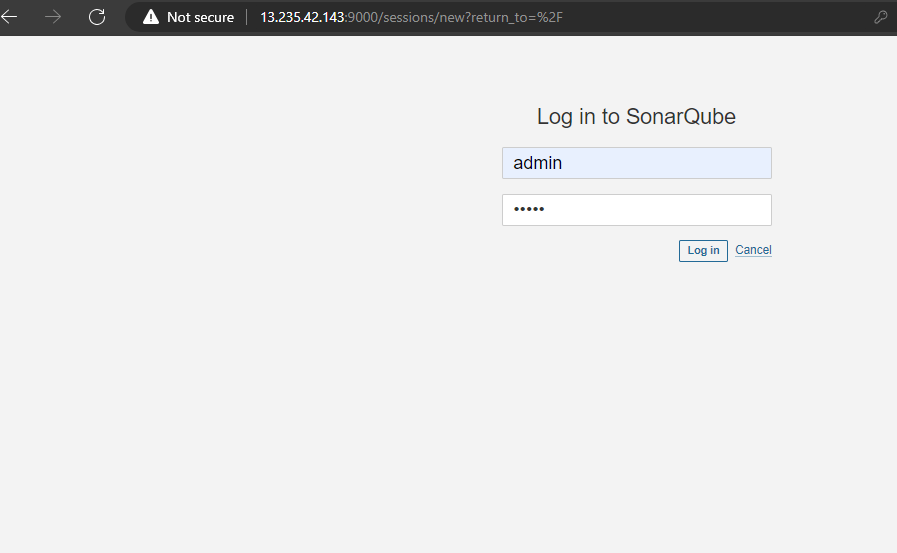 Not secure 13.235.42.143:9000/sessions/new?return_to=%2F
Log in to SonarQube
admin
•••••
Log in Cancel